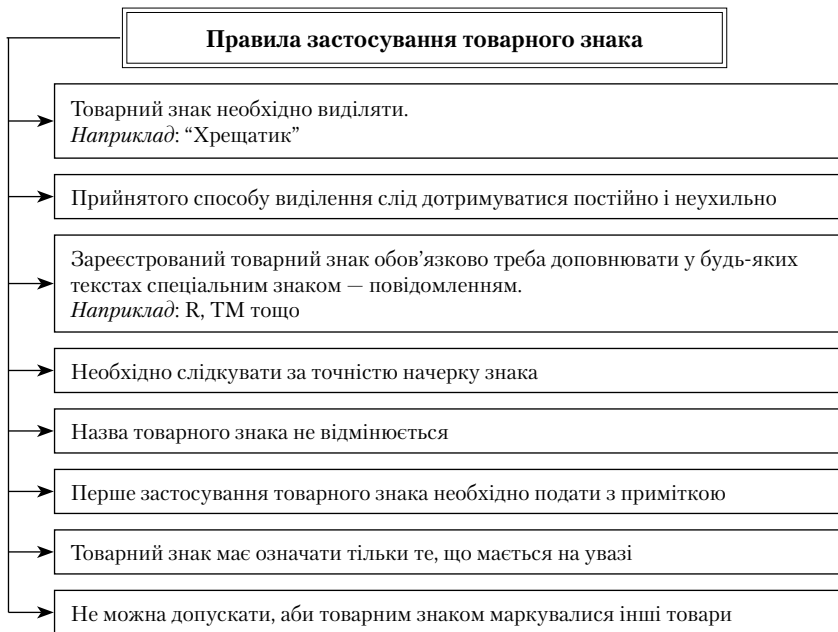 Правила застосування товарного знака
Товарний знак необхідно виділяти.
Наприклад: “Хрещатик”
Прийнятого способу виділення слід дотримуватися постійно і неухильно
Зареєстрований товарний знак обов’язково треба доповнювати у будь-яких
текстах спеціальним знаком — повідомленням.
Наприклад: R, TM тощо
Необхідно слідкувати за точністю начерку знака
Назва товарного знака не відмінюється
Перше застосування товарного знака необхідно подати з приміткою
Товарний знак має означати тільки те, що мається на увазі
Не можна допускати, аби товарним знаком маркувалися інші товари